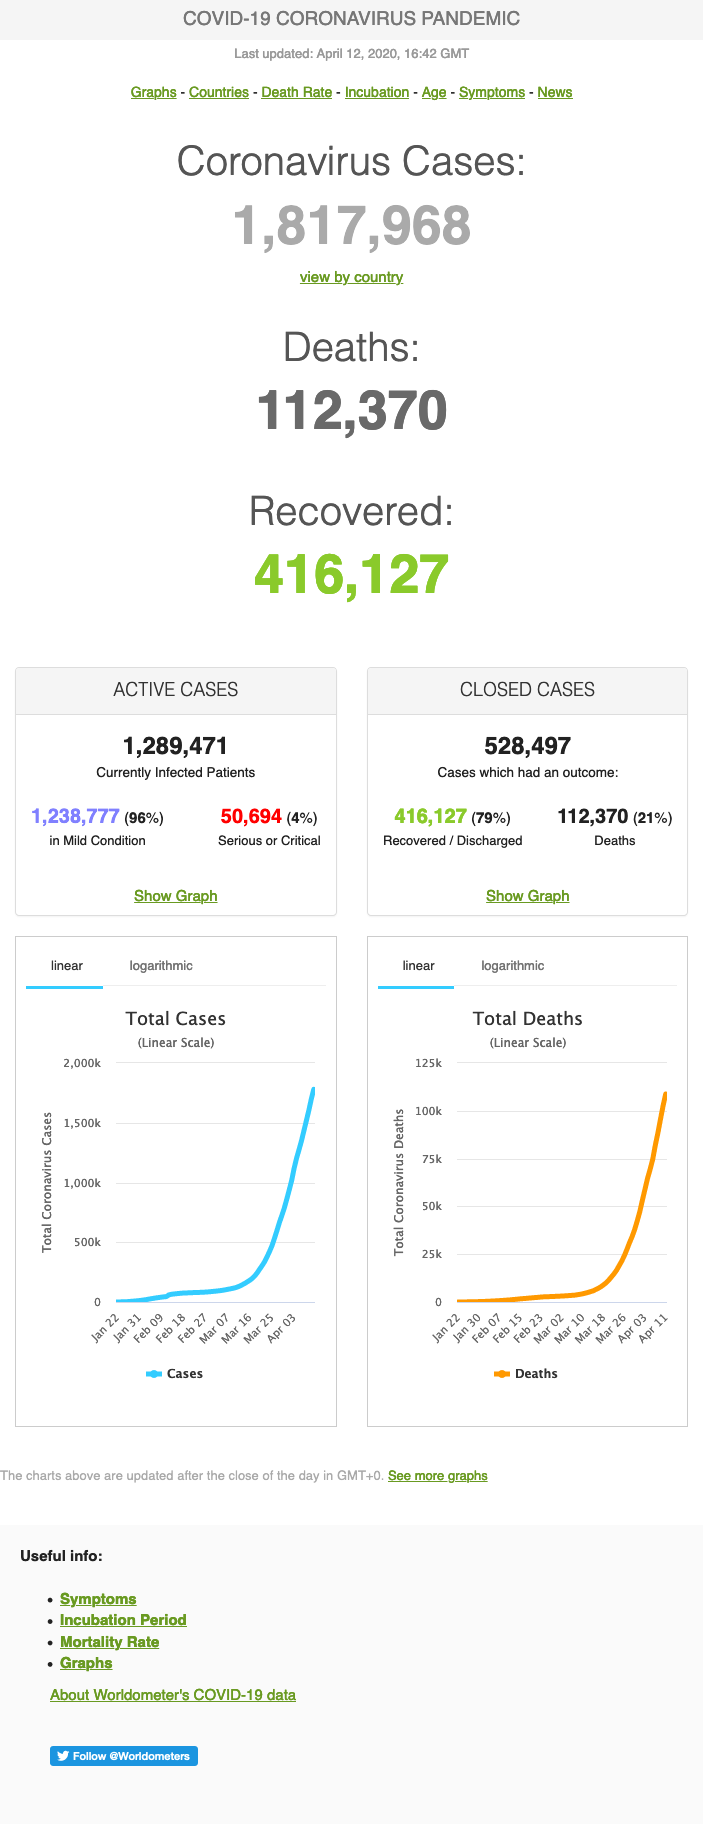 COVID-19 CORONAVIRUS PANDEMIC
Last updated: April 12, 2020, 16:42 GMT
Graphs - Countries - Death Rate - Incubation - Age - Symptoms - News
Coronavirus Cases:
1,817,968
view by country
Deaths:
112,370
Recovered:
416,127
ACTIVE CASES
1,289,471
Currently Infected Patients
1,238,777 (96%)
in Mild Condition
50,694 (4%)
Serious or Critical
Show Graph
CLOSED CASES
528,497
Cases which had an outcome:
416,127 (79%)
Recovered / Discharged
112,370 (21%)
Deaths
Show Graph
linear logarithmic
Total Cases
(Linear Scale)
Total Coronavirus Cases
2,000k
1,500k
1,000k
500k
0
Jan 22 Jan 31 Feb 09 Feb 18 Feb 27 Mar 07 Mar 16 Mar 25 Apr 03
Cases
linear logarithmic
Total Deaths
(Linear Scale)
Total Coronavirus Deaths
125k
100k
75k
50k
25k
0
Jan 22 Jan 30 Feb 07 Feb 15 Feb 23 Mar 02 Mar 10 Mar 18 Mar 26 Apr 03 Apr 11
Deaths
The charts above are updated after the close of the day in GMT+0. See more graphs
Useful info:
• Symptoms
• Incubation Period
• Mortality Rate
• Graphs
About Worldometer's COVID-19 data
Follow @Worldometers